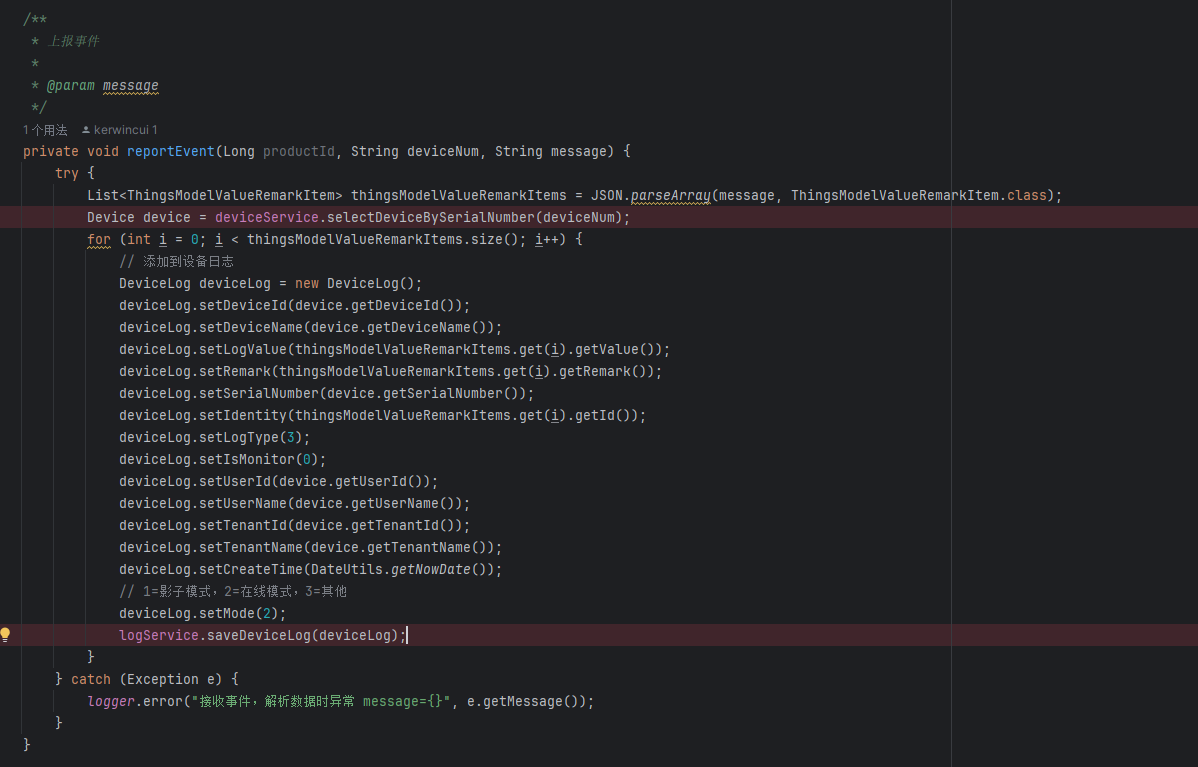 /**
 * 上报事件
 *
 * @param message
 */
1个用法 kerwincui 1
private void reportEvent(Long productId, String deviceNum, String message) {
    try {
        List<ThingsModelValueRemarkItem> thingsModelValueRemarkItems = JSON.parseArray(message, ThingsModelValueRemarkItem.class);
        Device device = deviceService.selectDeviceBySerialNumber(deviceNum);
        for (int i = 0; i < thingsModelValueRemarkItems.size(); i++) {
            // 添加到设备日志
            DeviceLog deviceLog = new DeviceLog();
            deviceLog.setDeviceId(device.getDeviceId());
            deviceLog.setDeviceName(device.getDeviceName());
            deviceLog.setLogValue(thingsModelValueRemarkItems.get(i).getValue());
            deviceLog.setRemark(thingsModelValueRemarkItems.get(i).getRemark());
            deviceLog.setSerialNumber(device.getSerialNumber());
            deviceLog.setIdentity(thingsModelValueRemarkItems.get(i).getId());
            deviceLog.setLogType(3);
            deviceLog.setIsMonitor(0);
            deviceLog.setUserId(device.getUserId());
            deviceLog.setUserName(device.getUserName());
            deviceLog.setTenantId(device.getTenantId());
            deviceLog.setTenantName(device.getTenantName());
            deviceLog.setCreateTime(DateUtils.getNowDate());
            // 1=影子模式，2=在线模式，3=其他
            deviceLog.setMode(2);
            logService.saveDeviceLog(deviceLog);
        }
    } catch (Exception e) {
        logger.error("接收事件，解析数据时异常 message={}", e.getMessage());
    }
}